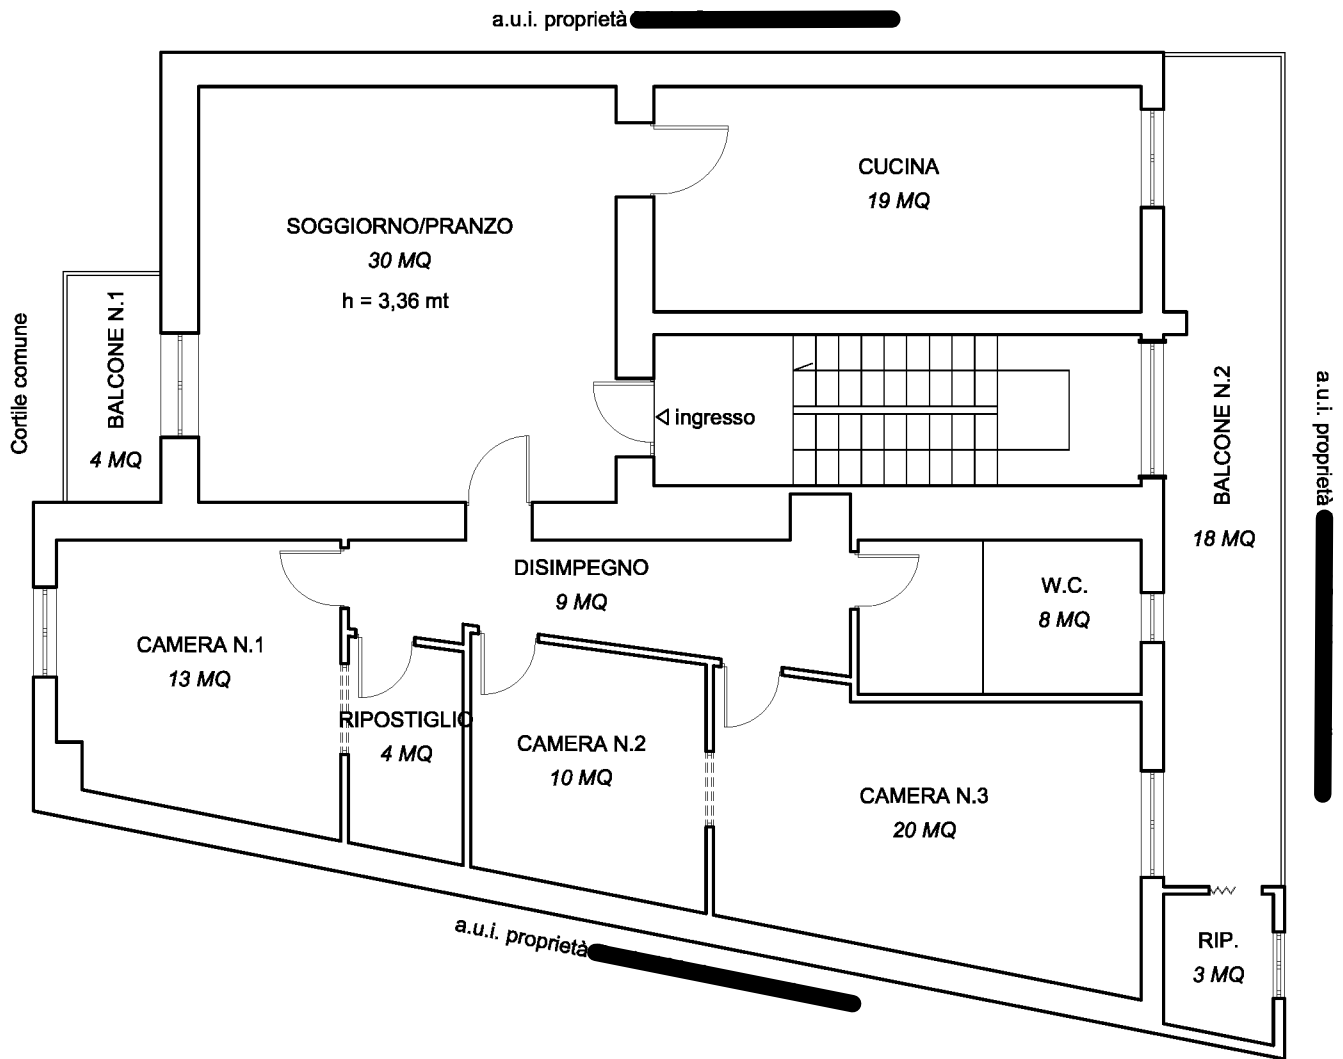 a.u.i. proprietà
CUCINA
19 MQ
SOGGIORNO/PRANZO
30 MQ
h = 3,36 mt
BALCONE N.1
4 MQ
Cortile comune
ingresso
BALCONE N.2
18 MQ
a.u.i. proprietà
DISIMPEGNO
9 MQ
W.C.
8 MQ
CAMERA N.1
13 MQ
RIPOSTIGLIO
4 MQ
CAMERA N.2
10 MQ
CAMERA N.3
20 MQ
a.u.i. proprietà
RIP.
3 MQ